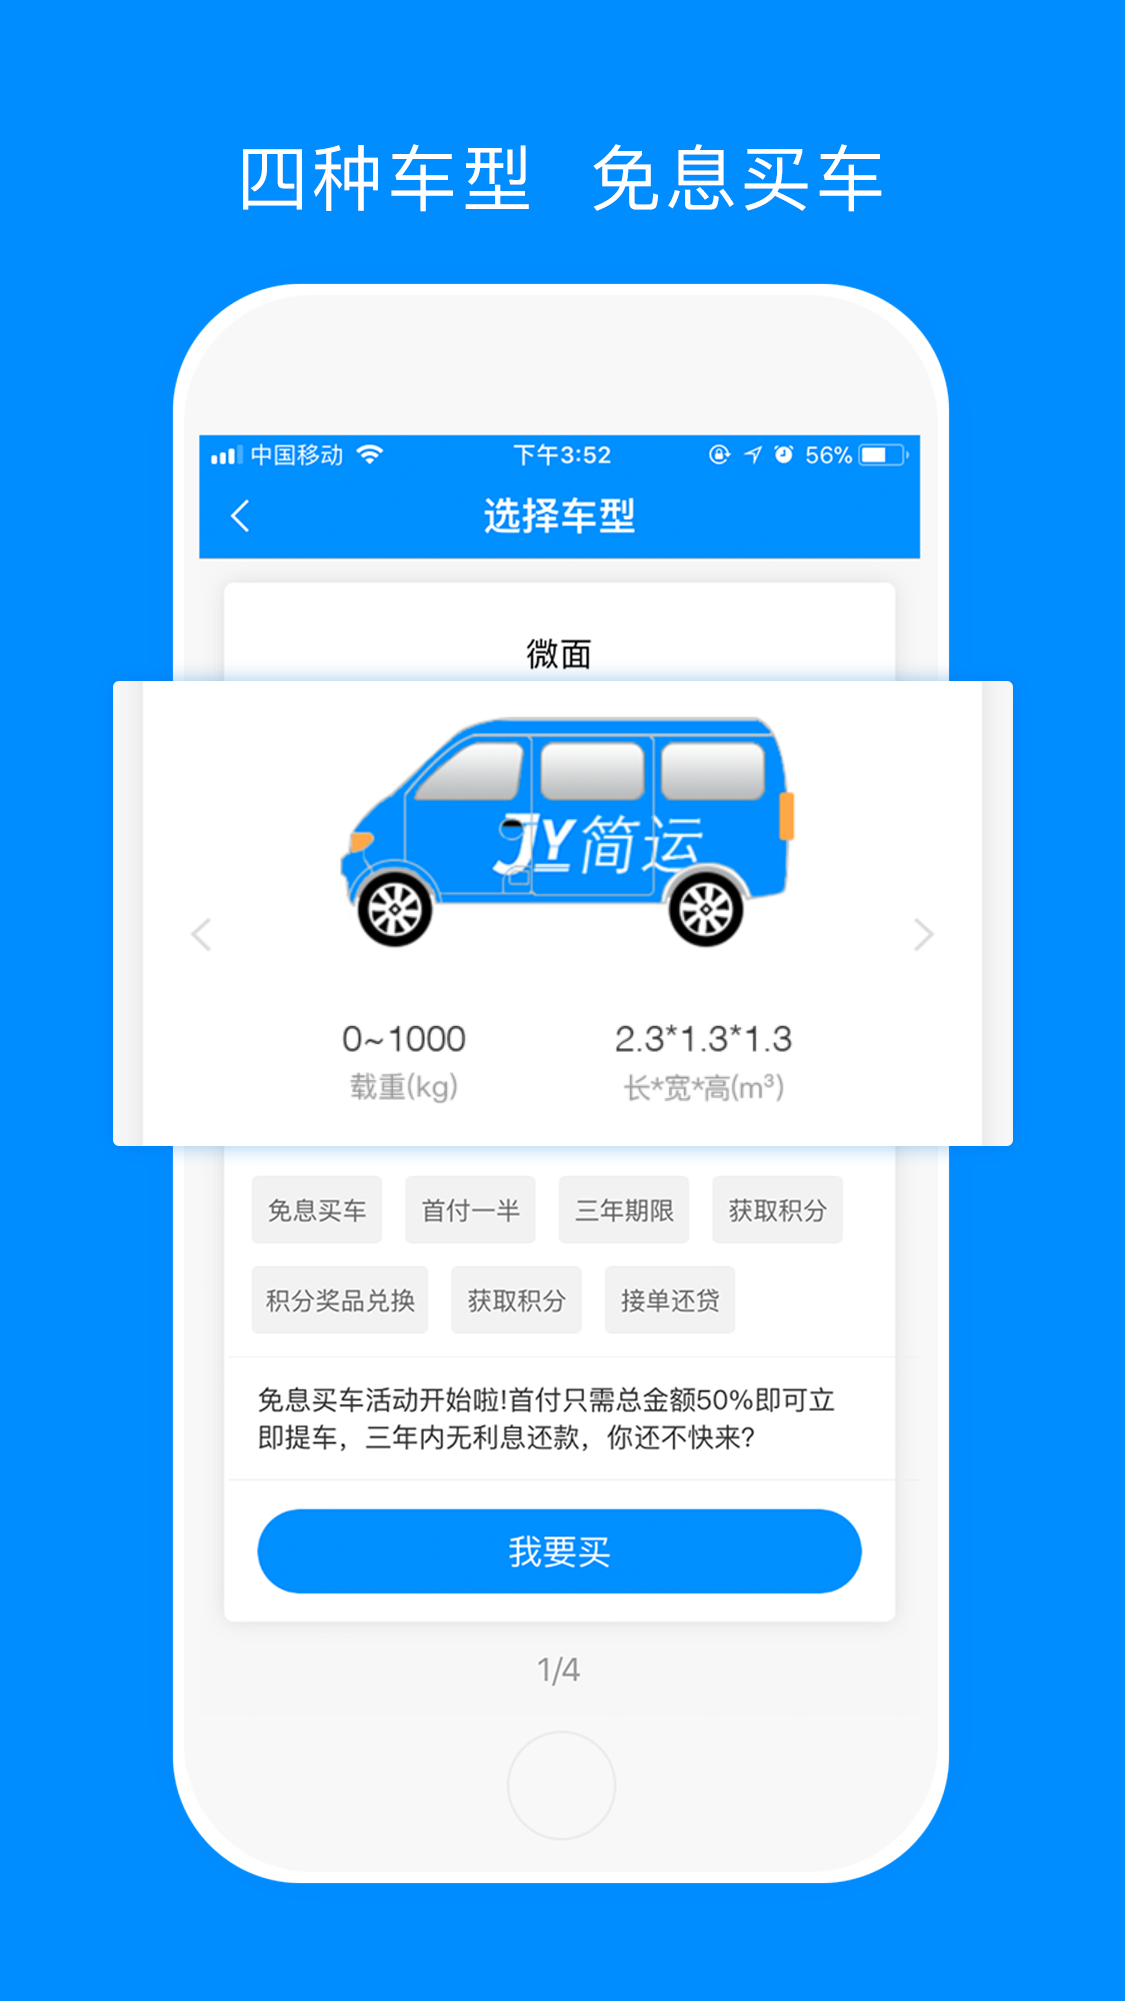 四种车型 免息买车
中国移动 下午3:52 56%
选择车型
微面
JY简运
0~1000 2.3*1.3*1.3
载重(kg) 长*宽*高(m³)
免息买车 首付一半 三年期限 获取积分
积分奖品兑换 获取积分 接单还贷
免息买车活动开始啦!首付只需总金额50%即可立
即提车，三年内无利息还款，你还不快来?
我要买
1/4